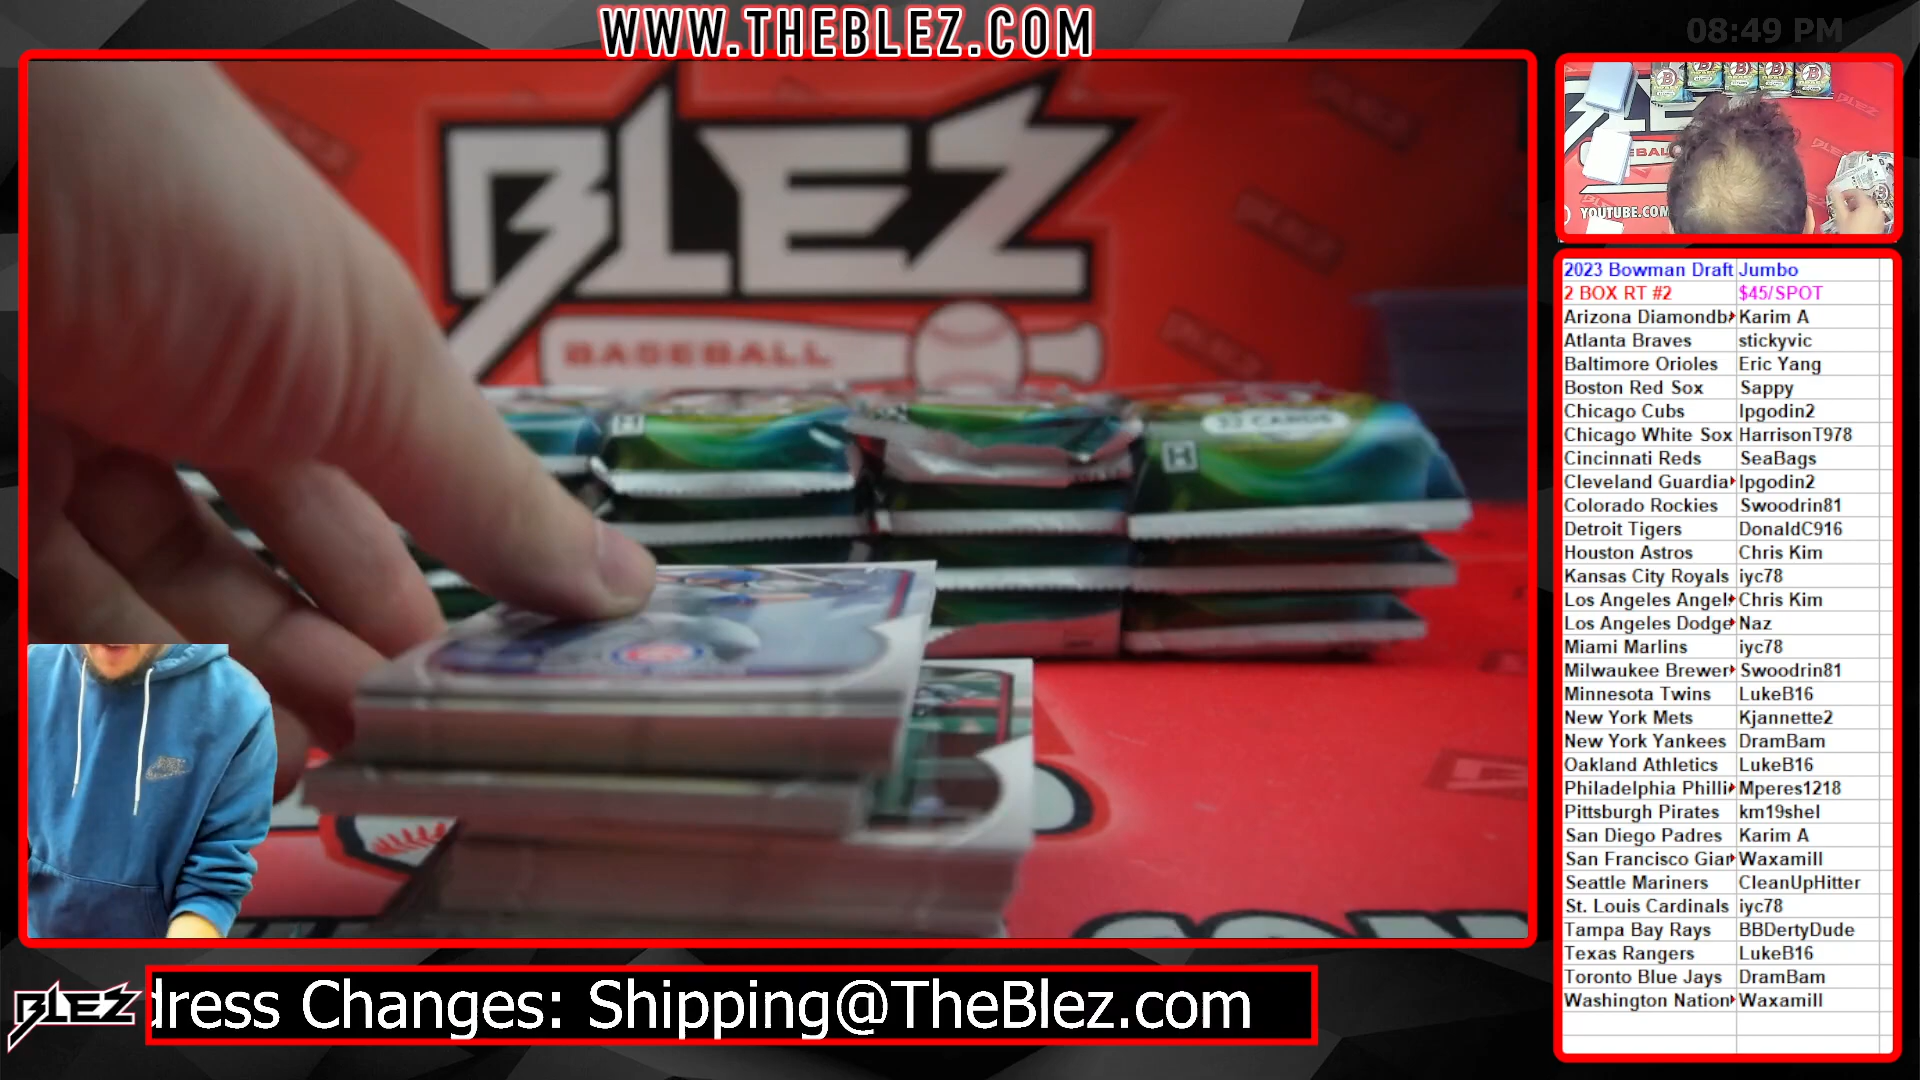 WWW.THEBLEZ.COM
08:49 PM
BLEZ
BASEBALL
32 CARDS
H
H
YOUTUBE.COM
2023 Bowman Draft Jumbo
2 BOX RT #2 $45/SPOT
Arizona Diamondba Karim A
Atlanta Braves stickyvic
Baltimore Orioles Eric Yang
Boston Red Sox Sappy
Chicago Cubs lpgodin2
Chicago White Sox HarrisonT978
Cincinnati Reds SeaBags
Cleveland Guardia lpgodin2
Colorado Rockies Swoodrin81
Detroit Tigers DonaldC916
Houston Astros Chris Kim
Kansas City Royals iyc78
Los Angeles Angel Chris Kim
Los Angeles Dodge Naz
Miami Marlins iyc78
Milwaukee Brewer Swoodrin81
Minnesota Twins LukeB16
New York Mets Kjannette2
New York Yankees DramBam
Oakland Athletics LukeB16
Philadelphia Philli Mperes1218
Pittsburgh Pirates km19shel
San Diego Padres Karim A
San Francisco Giar Waxamill
Seattle Mariners CleanUpHitter
St. Louis Cardinals iyc78
Tampa Bay Rays BBDertyDude
Texas Rangers LukeB16
Toronto Blue Jays DramBam
Washington Nation Waxamill
BLEZ
dress Changes: Shipping@TheBlez.com